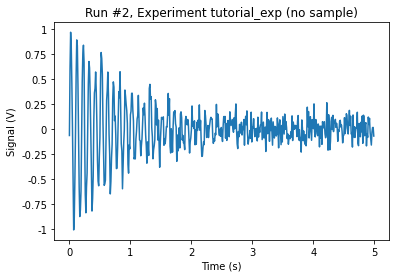 Run #2, Experiment tutorial_exp (no sample)
1
0.75
0.5
0.25
0
-0.25
-0.5
-0.75
-1
Signal (V)
0 1 2 3 4 5
Time (s)